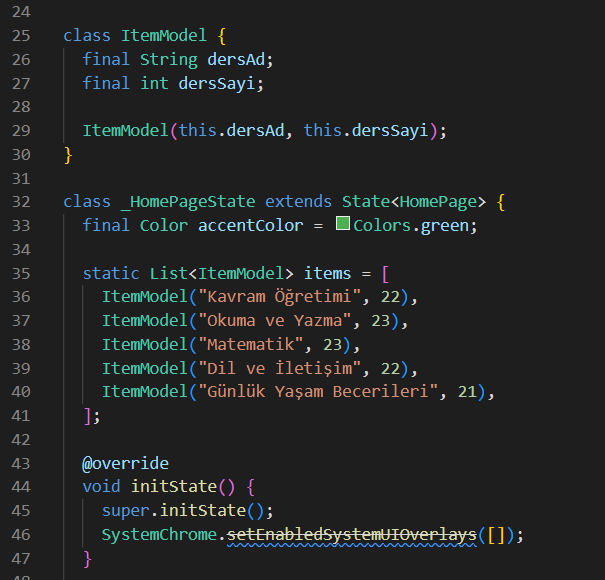 24
25 class ItemModel {
26 final String dersAd;
27 final int dersSayi;
28
29 ItemModel(this.dersAd, this.dersSayi);
30 }
31
32 class _HomePageState extends State<HomePage> {
33 final Color accentColor = Colors.green;
34
35 static List<ItemModel> items = [
36 ItemModel("Kavram Öğretimi", 22),
37 ItemModel("Okuma ve Yazma", 23),
38 ItemModel("Matematik", 23),
39 ItemModel("Dil ve İletişim", 22),
40 ItemModel("Günlük Yaşam Becerileri", 21),
41 ];
42
43 @override
44 void initState() {
45 super.initState();
46 SystemChrome.setEnabledSystemUIOverlays([]);
47 }